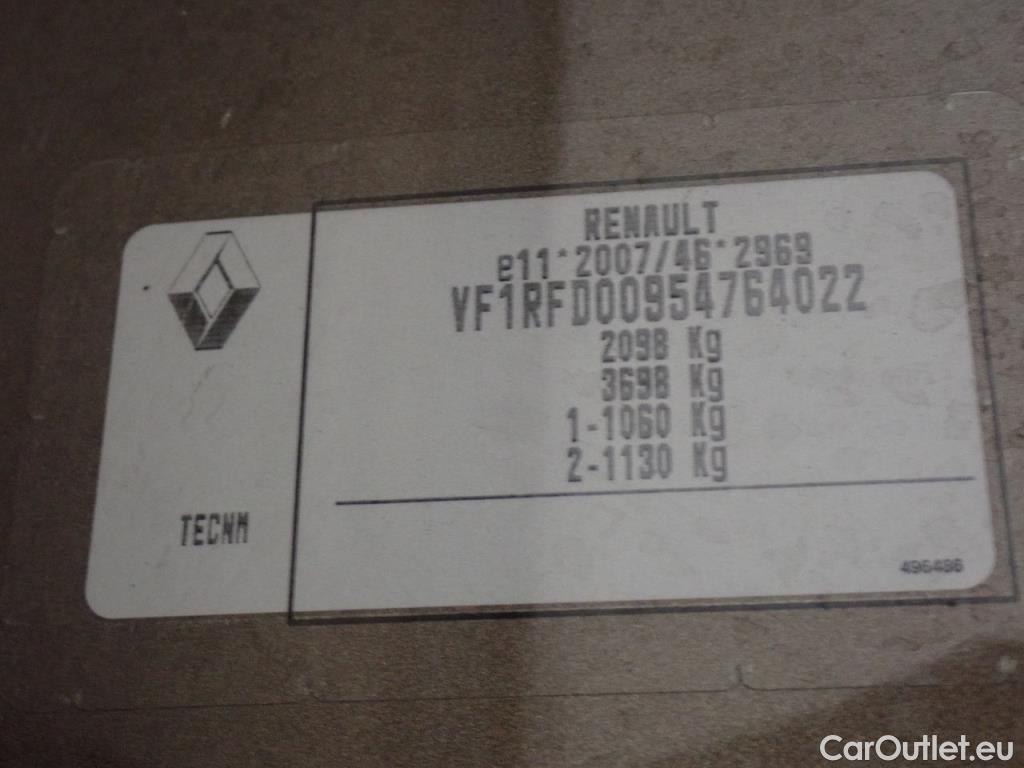 RENAULT
e11*2007/46*2969
VF1RFD00954764022
2098 Kg
3698 Kg
1-1060 Kg
2-1130 Kg
TECNM
496486
CarOutlet.eu